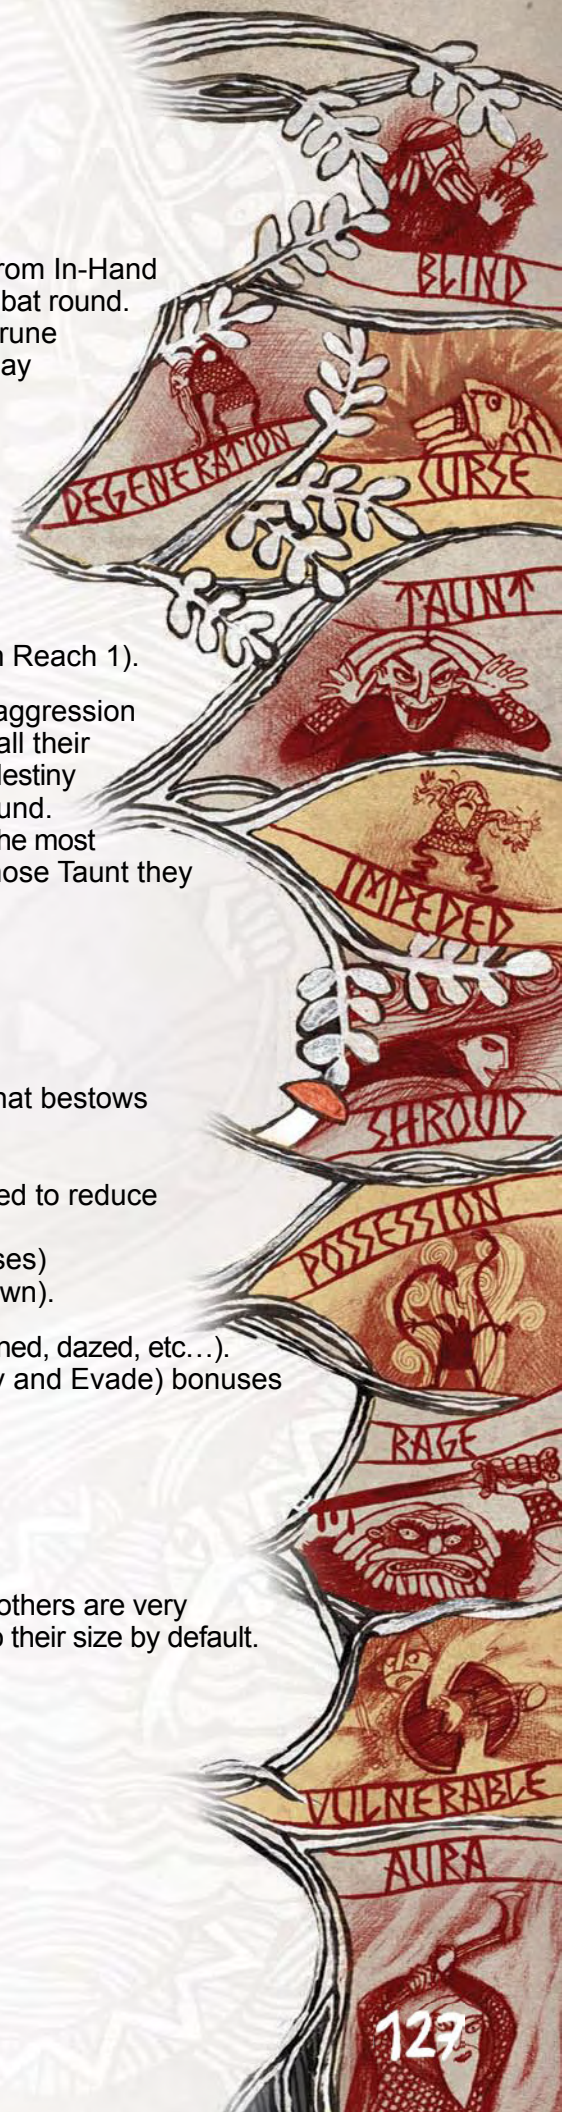 rom In-Hand
BLIND
bat round.
rune
ay
DEGENERATION
CURSE
TAUNT
n Reach 1).
aggression
all their
destiny
und.
he most
hose Taunt they
IMPEDED
hat bestows
SHROUD
ed to reduce
POSSESSION
ses)
wn).
ned, dazed, etc…).
y and Evade) bonuses
RAGE
others are very
o their size by default.
VULNERABLE
AURA
127